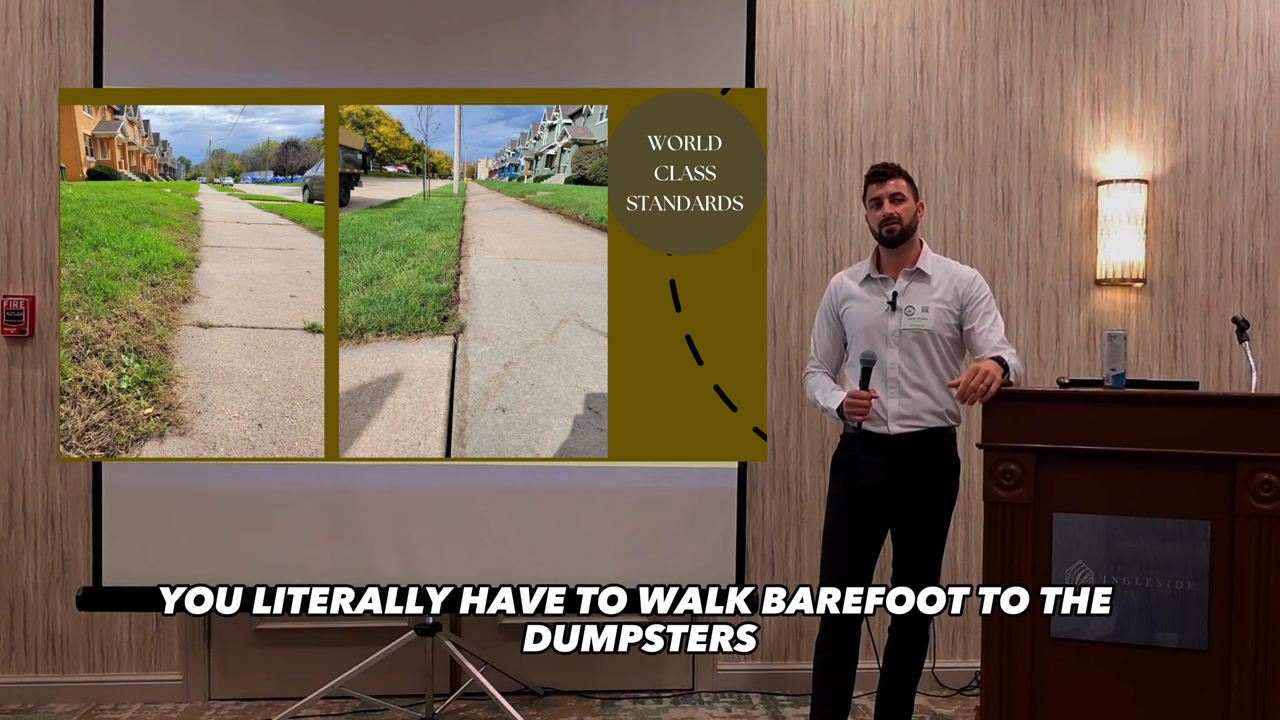 WORLD
CLASS
STANDARDS
FIRE
INGLESIDE
YOU LITERALLY HAVE TO WALK BAREFOOT TO THE
DUMPSTERS